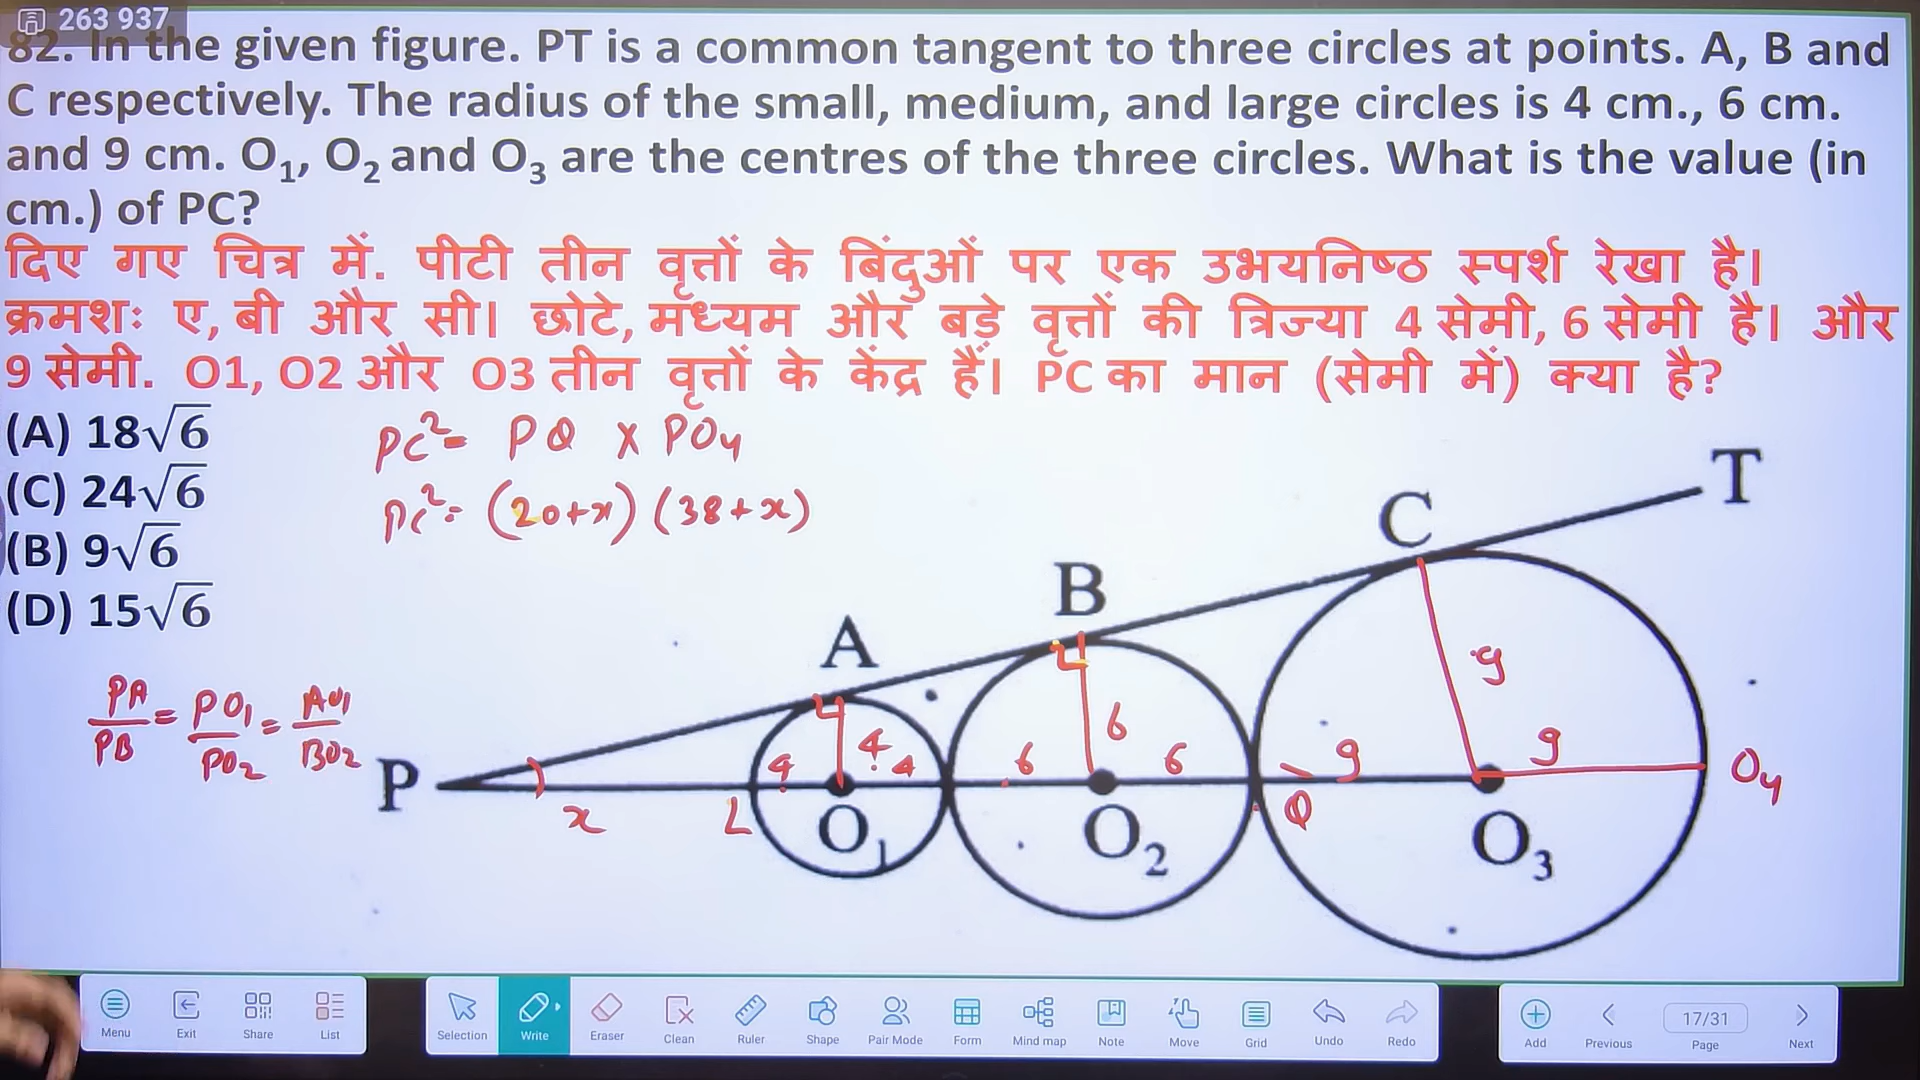 263 937
82. In the given figure. PT is a common tangent to three circles at points. A, B and
C respectively. The radius of the small, medium, and large circles is 4 cm., 6 cm.
and 9 cm. O₁, O₂ and O₃ are the centres of the three circles. What is the value (in
cm.) of PC?
दिए गए चित्र में. पीटी तीन वृत्तों के बिंदुओं पर एक उभयनिष्ठ स्पर्श रेखा है।
क्रमशः ए, बी और सी। छोटे, मध्यम और बड़े वृत्तों की त्रिज्या 4 सेमी, 6 सेमी है। और
9 सेमी. O1, O2 और O3 तीन वृत्तों के केंद्र हैं। PC का मान (सेमी में) क्या है?
(A) 18√6
(C) 24√6
(B) 9√6
(D) 15√6
PC² = PQ X PO₄
PC² = (20+x) (38+x)
PA/PB = PO₁/PO₂ = AO₁/BO₂
T
C
B
A
9
6
4
4 4 6 6 9 9
P
O₄
x L Q
O₁ O₂ O₃
Menu Exit Share List Selection Write Eraser Clean Ruler Shape Pair Mode Form Mind map Note Move Grid Undo Redo Add Previous 17/31 Page Next